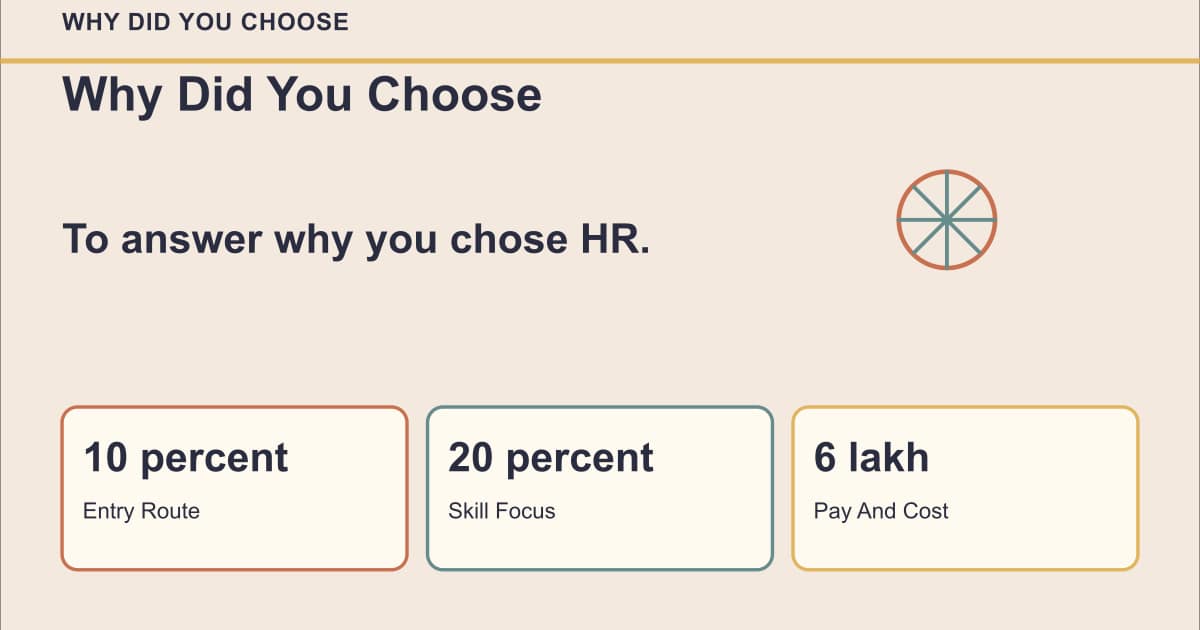 WHY DID YOU CHOOSE
Why Did You Choose
To answer why you chose HR.
10 percent
Entry Route
20 percent
Skill Focus
6 lakh
Pay And Cost